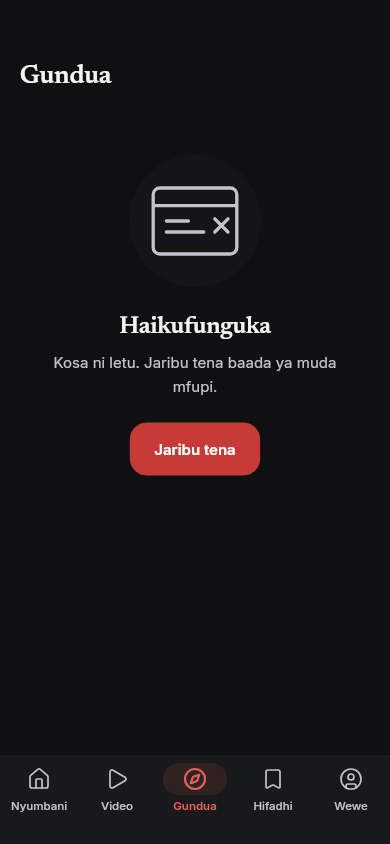 Gundua
Haikufunguka
Kosa ni letu. Jaribu tena baada ya muda
mfupi.
Jaribu tena
Nyumbani
Video
Gundua
Hifadhi
Wewe